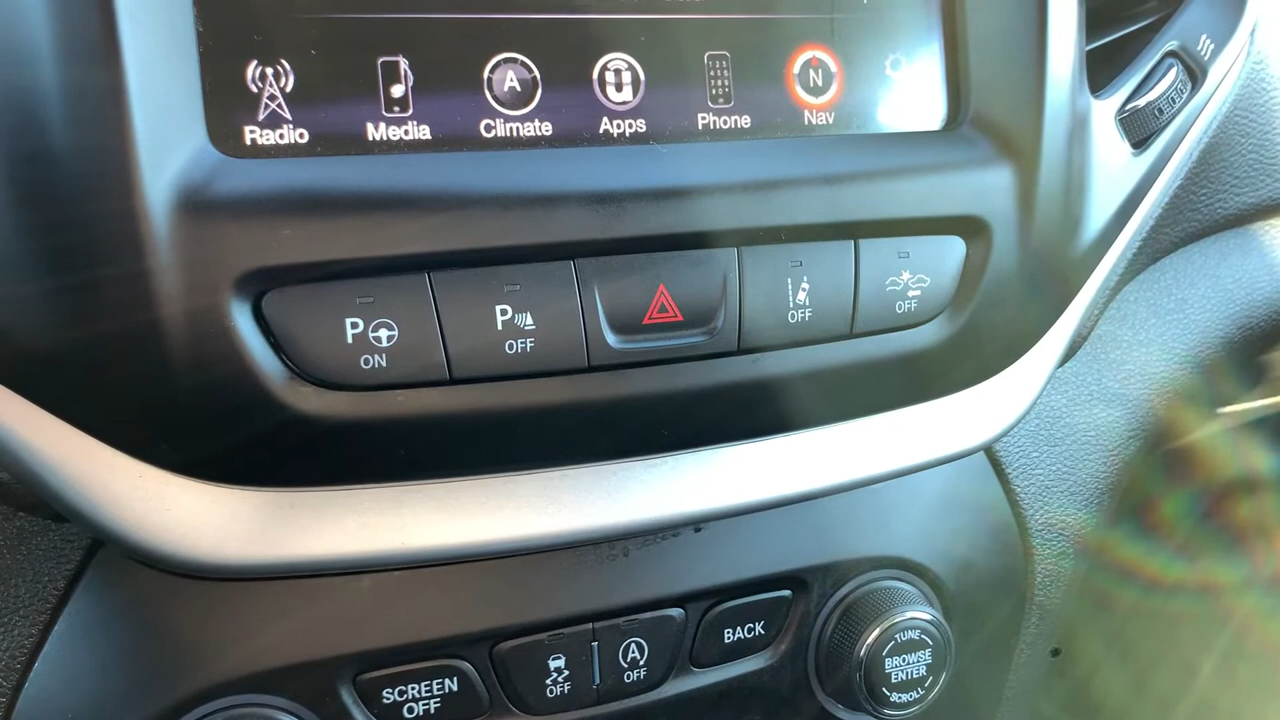 Radio
Media
A
Climate
Apps
Phone
N
Nav
P
ON
P
OFF
OFF
OFF
SCREEN
OFF
OFF
A
OFF
BACK
TUNE
BROWSE
ENTER
SCROLL